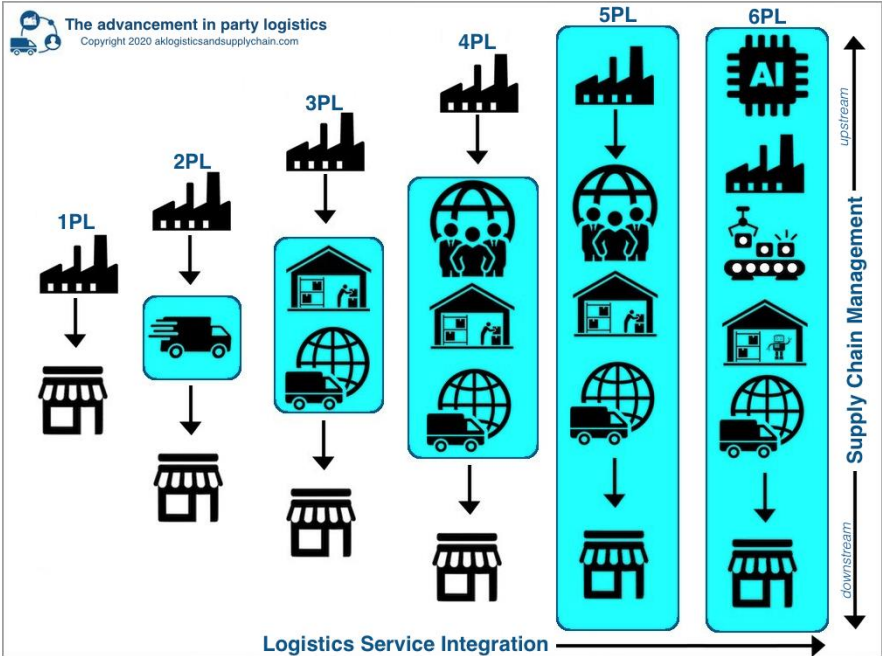 The advancement in party logistics
Copyright 2020 aklogisticsandsupplychain.com
1PL
2PL
3PL
4PL
5PL
6PL
AI
upstream
Supply Chain Management
downstream
Logistics Service Integration